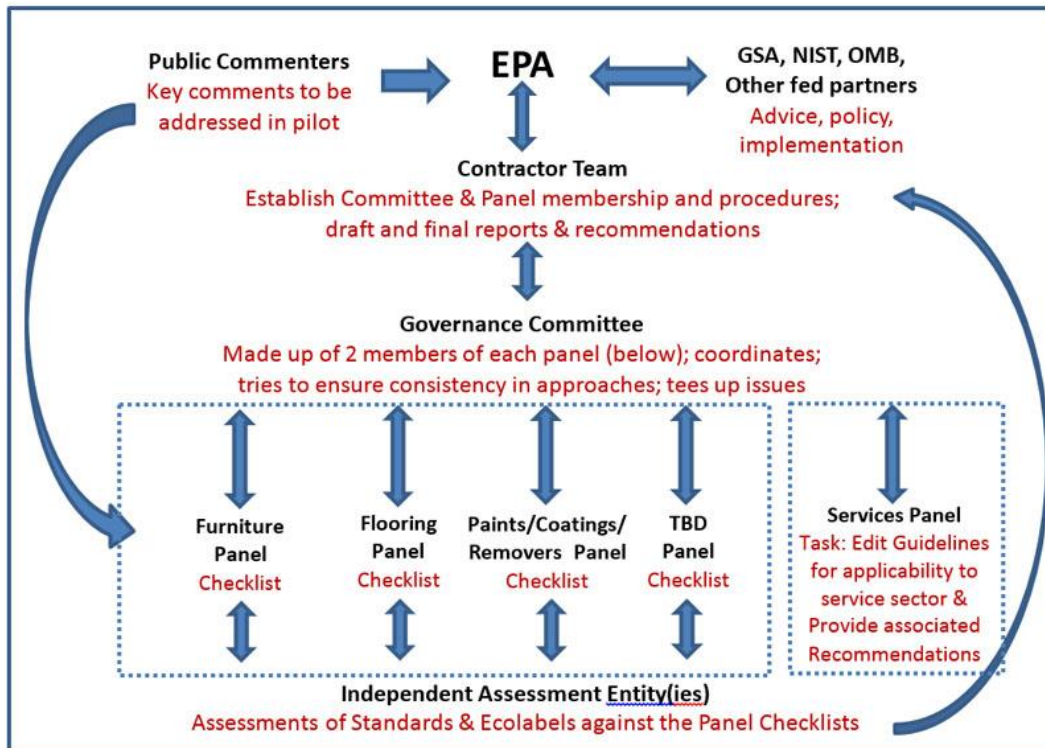 Public Commenters
Key comments to be
addressed in pilot
EPA
GSA, NIST, OMB,
Other fed partners
Advice, policy,
implementation
Contractor Team
Establish Committee & Panel membership and procedures;
draft and final reports & recommendations
Governance Committee
Made up of 2 members of each panel (below); coordinates;
tries to ensure consistency in approaches; tees up issues
Furniture
Panel
Checklist
Flooring
Panel
Checklist
Paints/Coatings/
Removers Panel
Checklist
TBD
Panel
Checklist
Services Panel
Task: Edit Guidelines
for applicability to
service sector &
Provide associated
Recommendations
Independent Assessment Entity(ies)
Assessments of Standards & Ecolabels against the Panel Checklists